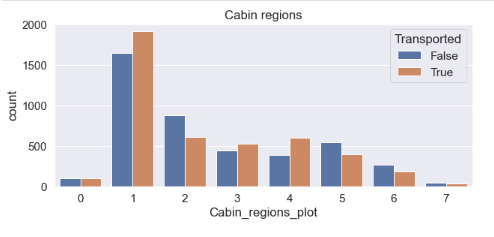 Cabin regions
2000
1500
1000
500
0
count
Transported
False
True
0 1 2 3 4 5 6 7
Cabin_regions_plot